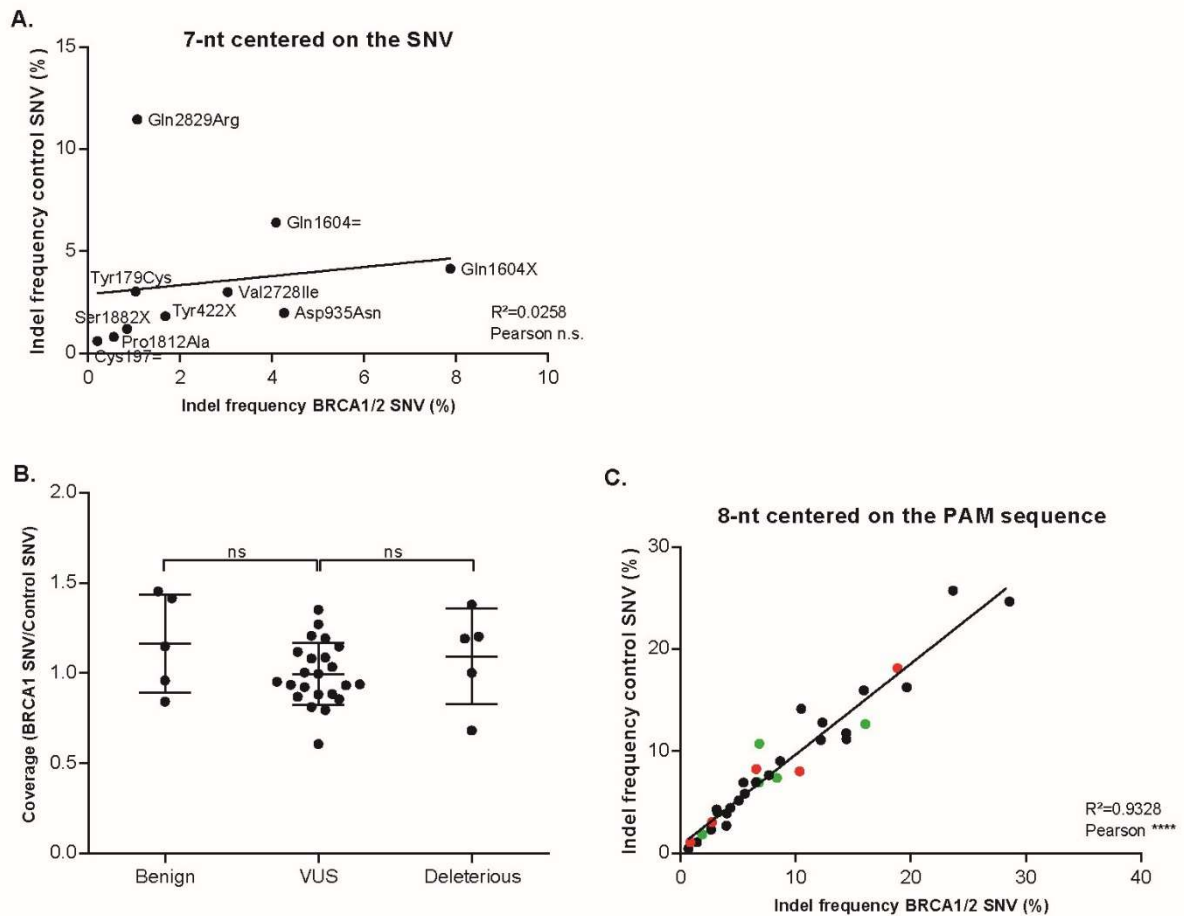 A.
7-nt centered on the SNV
Indel frequency control SNV (%)
15
10
5
0
Gln2829Arg
Gln1604=
Gln1604X
Tyr179Cys
Val2728Ile
Ser1882X
Tyr422X
Asp935Asn
Pro1812Ala
Cys197=
R²=0.0258
Pearson n.s.
0 2 4 6 8 10
Indel frequency BRCA1/2 SNV (%)
B.
Coverage (BRCA1 SNV/Control SNV)
2.0
1.5
1.0
0.5
0.0
ns ns
Benign VUS Deleterious
C.
8-nt centered on the PAM sequence
Indel frequency control SNV (%)
30
20
10
0
R²=0.9328
Pearson ****
0 10 20 30 40
Indel frequency BRCA1/2 SNV (%)